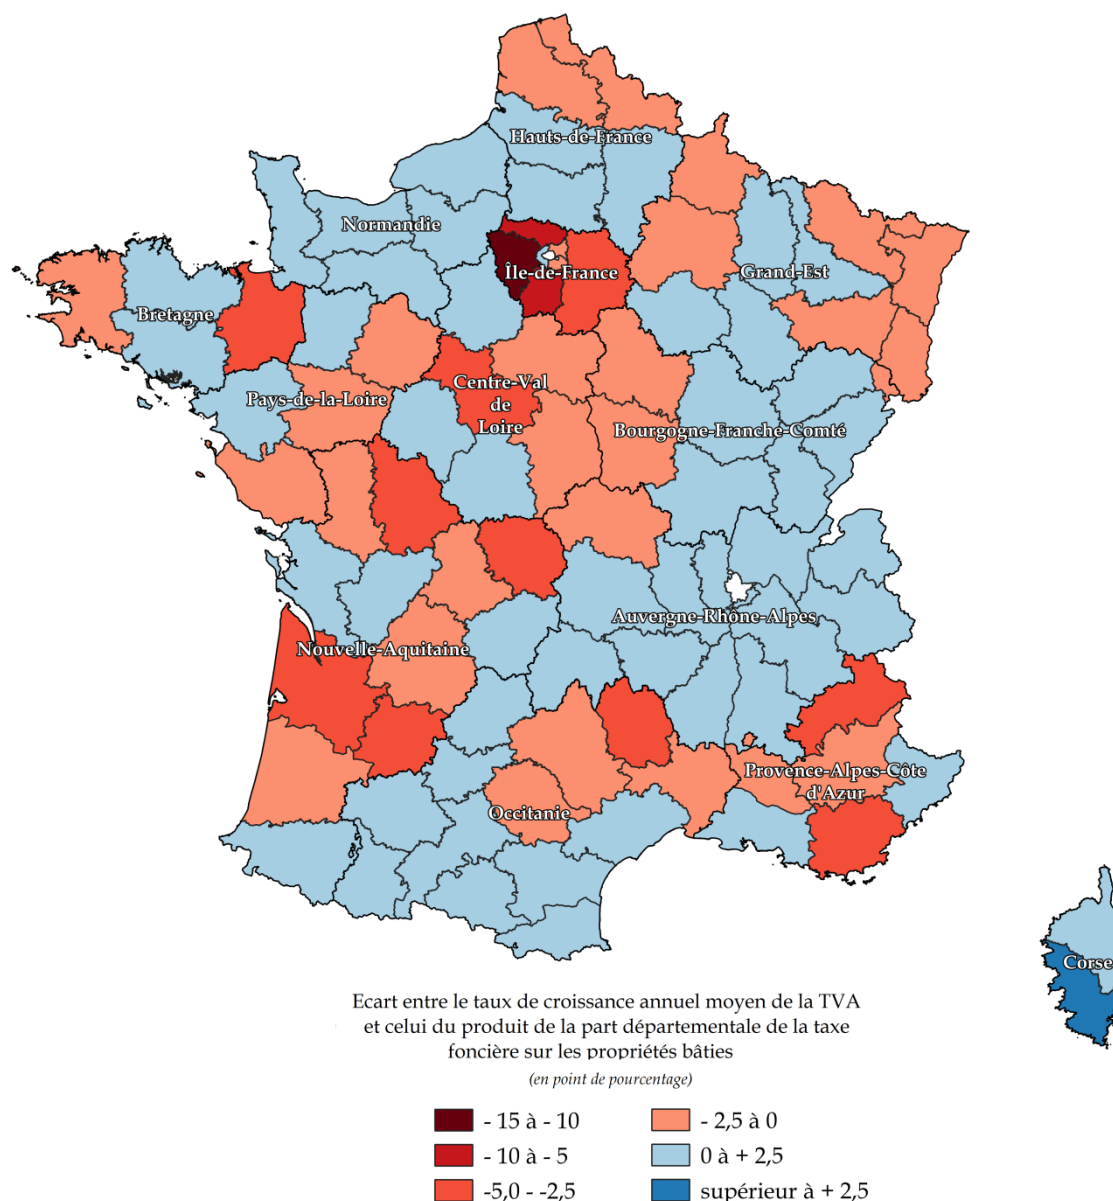 Hauts-de-France
Normandie
Île-de-France
Grand-Est
Bretagne
Centre-Val
de
Loire
Pays-de-la-Loire
Bourgogne-Franche-Comté
Auvergne-Rhône-Alpes
Nouvelle-Aquitaine
Provence-Alpes-Côte
d'Azur
Occitanie
Corse
Ecart entre le taux de croissance annuel moyen de la TVA
et celui du produit de la part départementale de la taxe
foncière sur les propriétés bâties
(en point de pourcentage)
- 15 à - 10
- 10 à - 5
-5,0 - -2,5
- 2,5 à 0
0 à + 2,5
supérieur à + 2,5